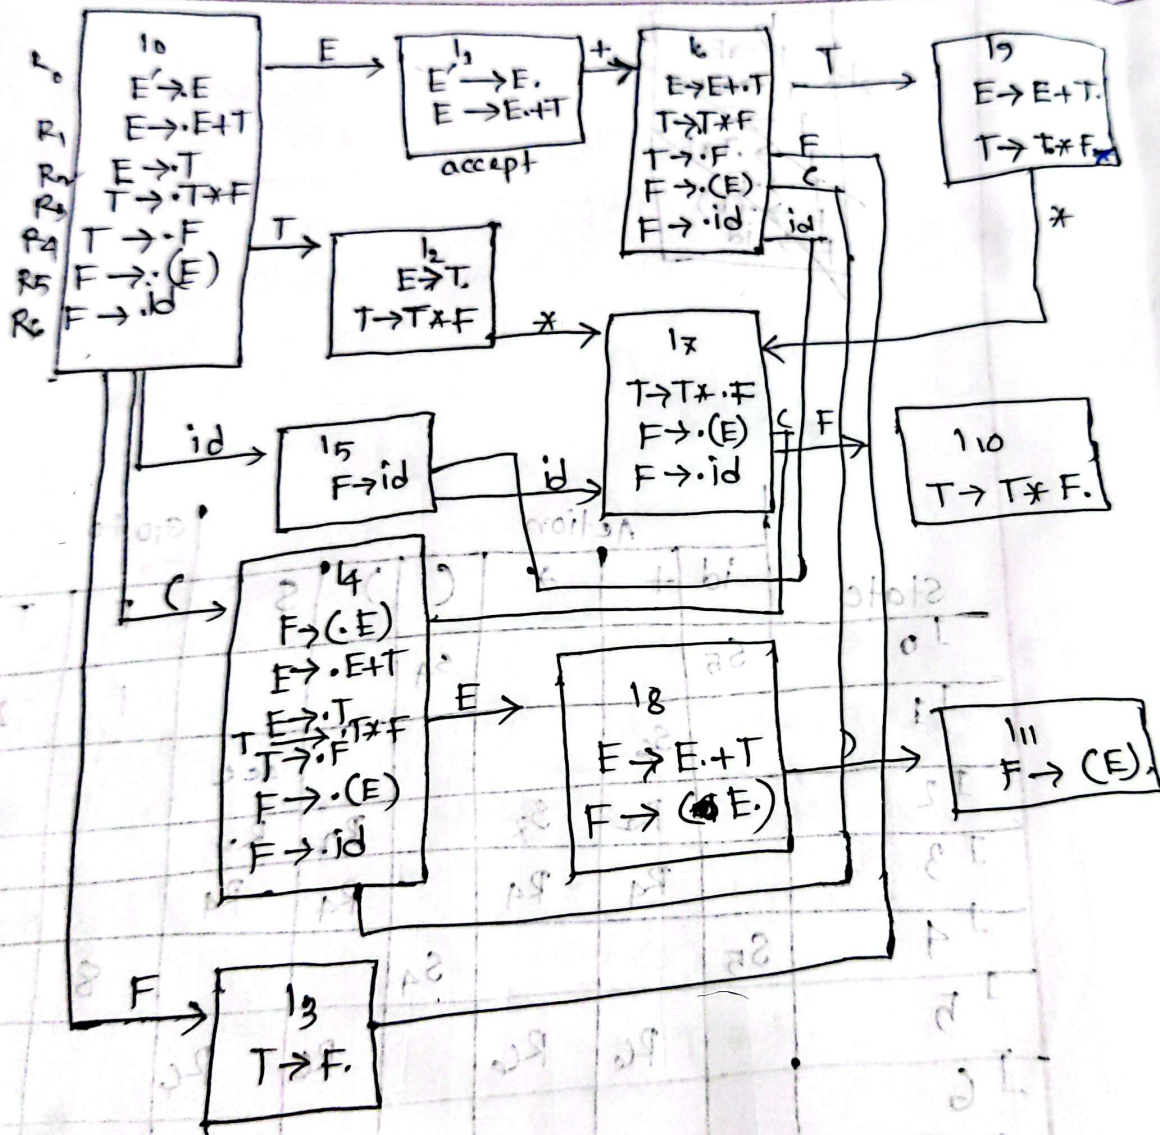 I0
R0 E'→.E
R1 E→.E+T
R2 E→.T
R3 T→.T*F
R4 T→.F
R5 F→.(E)
R6 F→.id
E
I1
E'→E.
E→E.+T
accept
+
I6
E→E+.T
T→T*F
T→.F
F→.(E)
F→.id
T
F
(
id
I9
E→E+T.
T→T.*F.
*
T
I2
E→T.
T→T*.F
*
I7
T→T*.F
F→.(E)
F→.id
(
F
I10
T→T*F.
id
I5
F→id
id
(
I4
F→(.E)
E→.E+T
E→.T
T→.T*F
T→.F
F→.(E)
F→.id
E
I8
E→E.+T
F→(E.)
)
I11
F→(E).
F
I3
T→F.